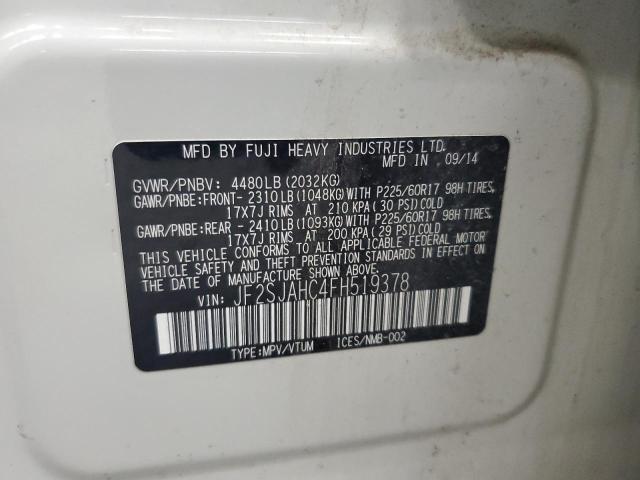 MFD BY FUJI HEAVY INDUSTRIES LTD.
MFD IN 09/14
GVWR/PNBV: 4480LB(2032KG)
GAWR/PNBE:FRONT- 2310LB(1048KG)WITH P225/60R17 98H TIRES,
17X7J RIMS AT 210 KPA(30 PSI)COLD
GAWR/PNBE:REAR - 2410LB(1093KG)WITH P225/60R17 98H TIRES,
17X7J RIMS AT 200 KPA(29 PSI)COLD
THIS VEHICLE CONFORMS TO ALL APPLICABLE FEDERAL MOTOR
VEHICLE SAFETY AND THEFT PREVENTION STANDARDS IN EFFECT ON
THE DATE OF MANUFACTURE SHOWN ABOVE.
VIN: JF2SJAHC4FH519378
TYPE:MPV/VTUM ICES/NMB-002